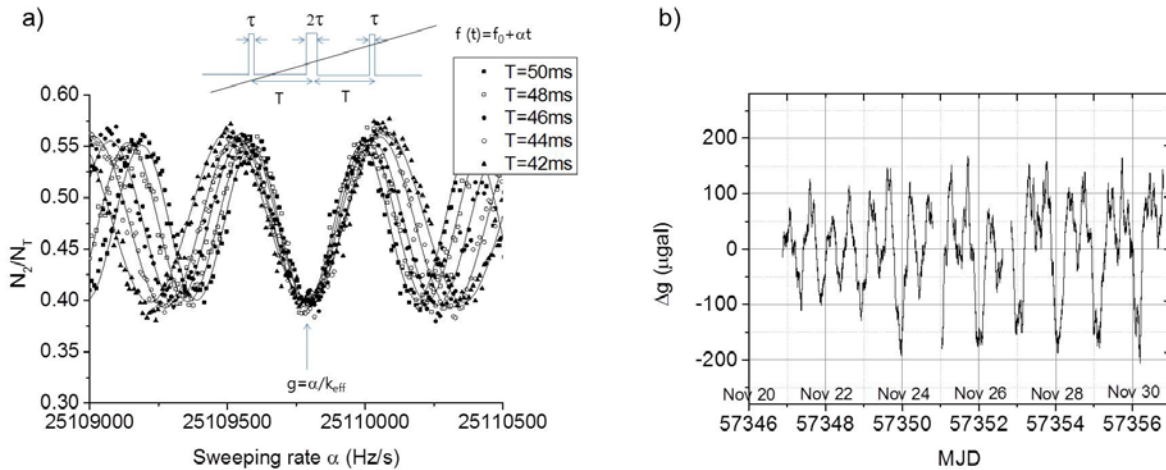 a)
τ 2τ τ
f (t)=f₀+αt
T T
T=50ms
T=48ms
T=46ms
T=44ms
T=42ms
0.60
0.55
0.50
0.45
0.40
0.35
0.30
N₂/N_T
g=α/k_eff
25109000 25109500 25110000 25110500
Sweeping rate α (Hz/s)
b)
200
100
0
-100
-200
Δg (μgal)
Nov 20 Nov 22 Nov 24 Nov 26 Nov 28 Nov 30
57346 57348 57350 57352 57354 57356
MJD